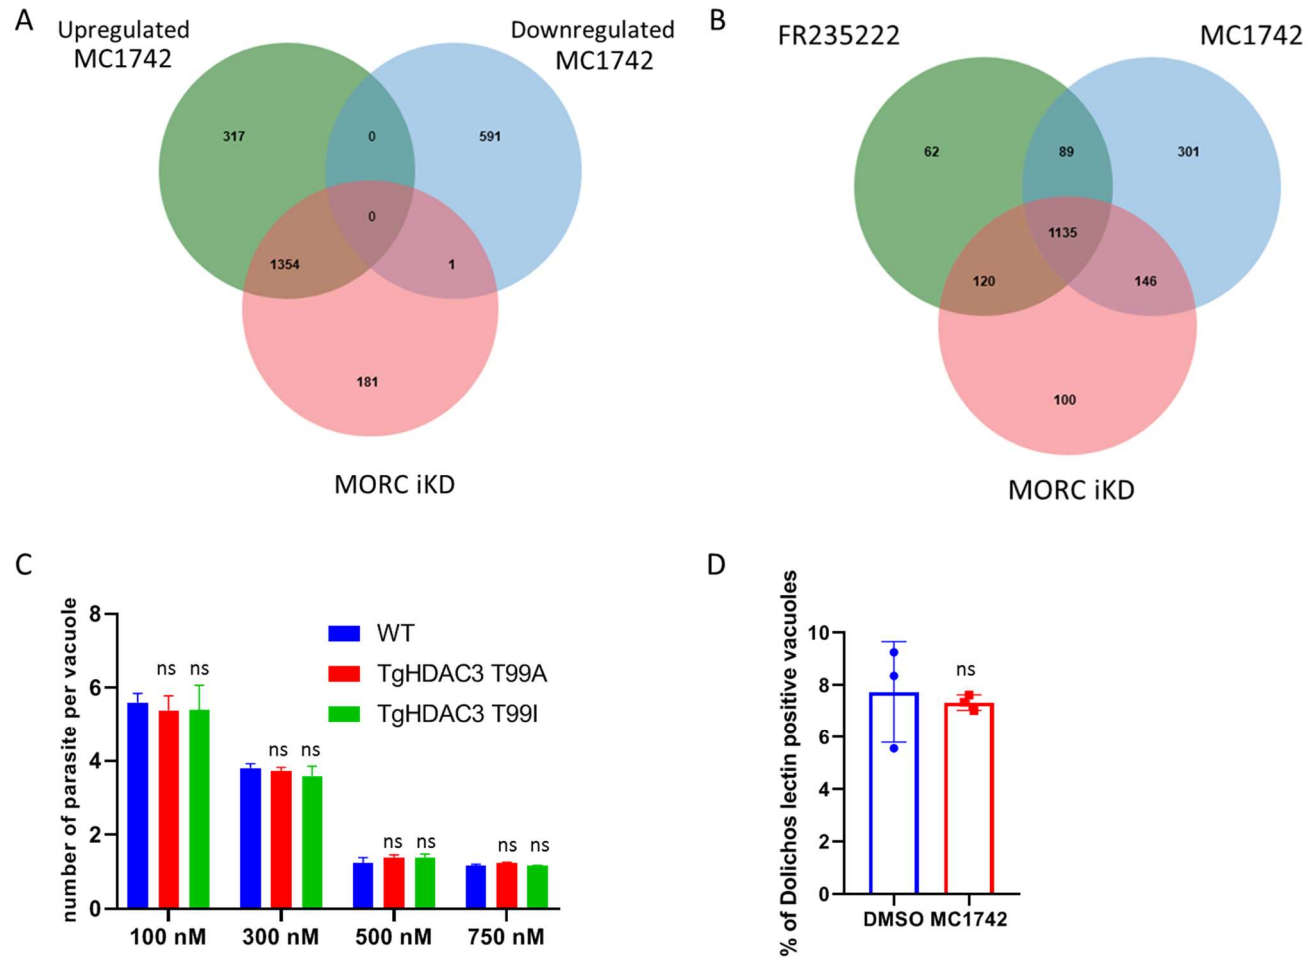 A
Upregulated
MC1742
Downregulated
MC1742
317
0
591
0
1354
1
181
MORC iKD
B
FR235222
MC1742
62
89
301
1135
120
146
100
MORC iKD
C
number of parasite per vacuole
8
6
4
2
0
ns ns
ns ns
ns ns
ns ns
WT
TgHDAC3 T99A
TgHDAC3 T99I
100 nM 300 nM 500 nM 750 nM
D
% of Dolichos lectin positive vacuoles
10
8
6
4
2
0
ns
DMSO MC1742